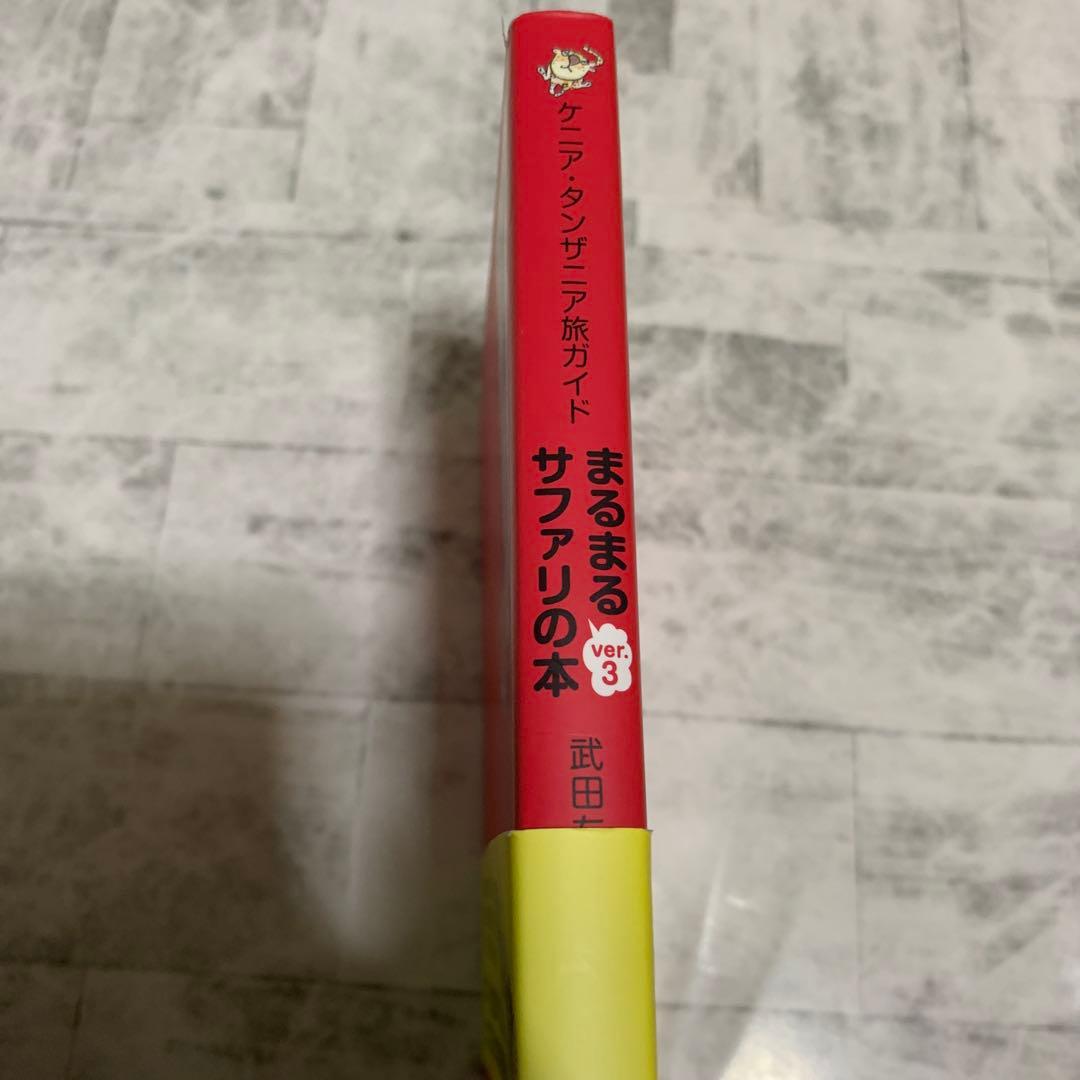 ケニア・タンザニア旅ガイド
まるまる
サファリの本
ver.
3
武田